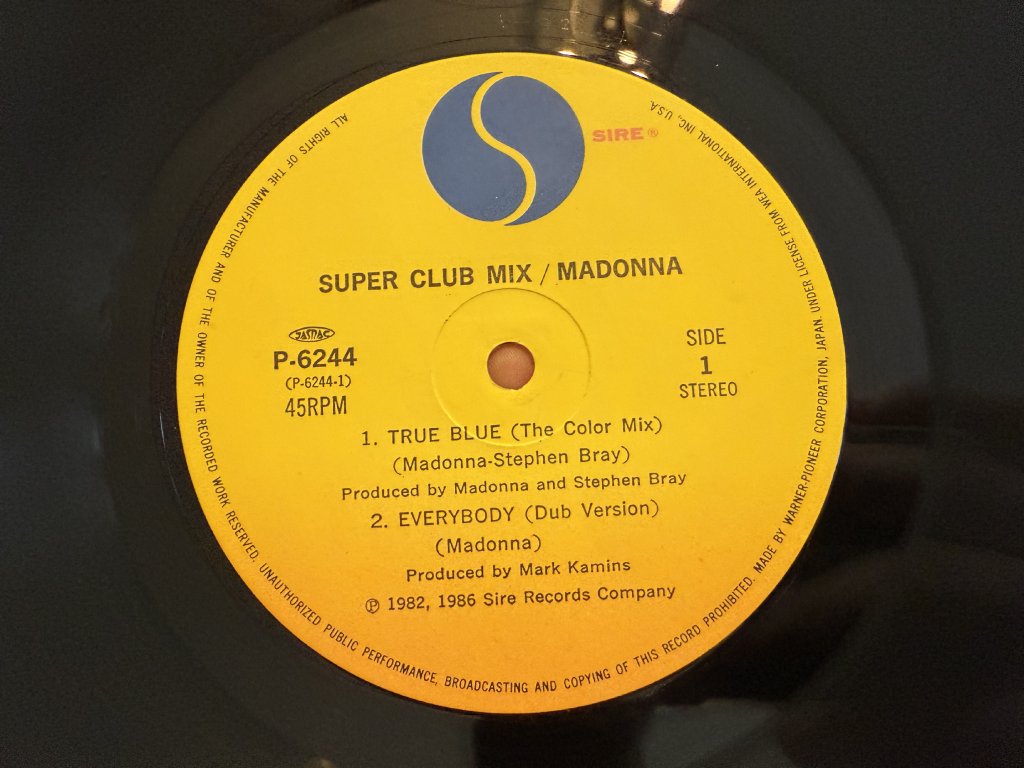 SIRE®
SUPER CLUB MIX / MADONNA
JASRAC
P-6244
(P-6244-1)
45RPM
SIDE
1
STEREO
1. TRUE BLUE (The Color Mix)
(Madonna-Stephen Bray)
Produced by Madonna and Stephen Bray
2. EVERYBODY (Dub Version)
(Madonna)
Produced by Mark Kamins
℗ 1982, 1986 Sire Records Company
ALL RIGHTS OF THE MANUFACTURER AND OF THE OWNER OF THE RECORDED WORK RESERVED. UNAUTHORIZED PUBLIC PERFORMANCE, BROADCASTING AND COPYING OF THIS RECORD PROHIBITED. MADE BY WARNER-PIONEER CORPORATION, JAPAN. UNDER LICENSE FROM WEA INTERNATIONAL INC., U.S.A.